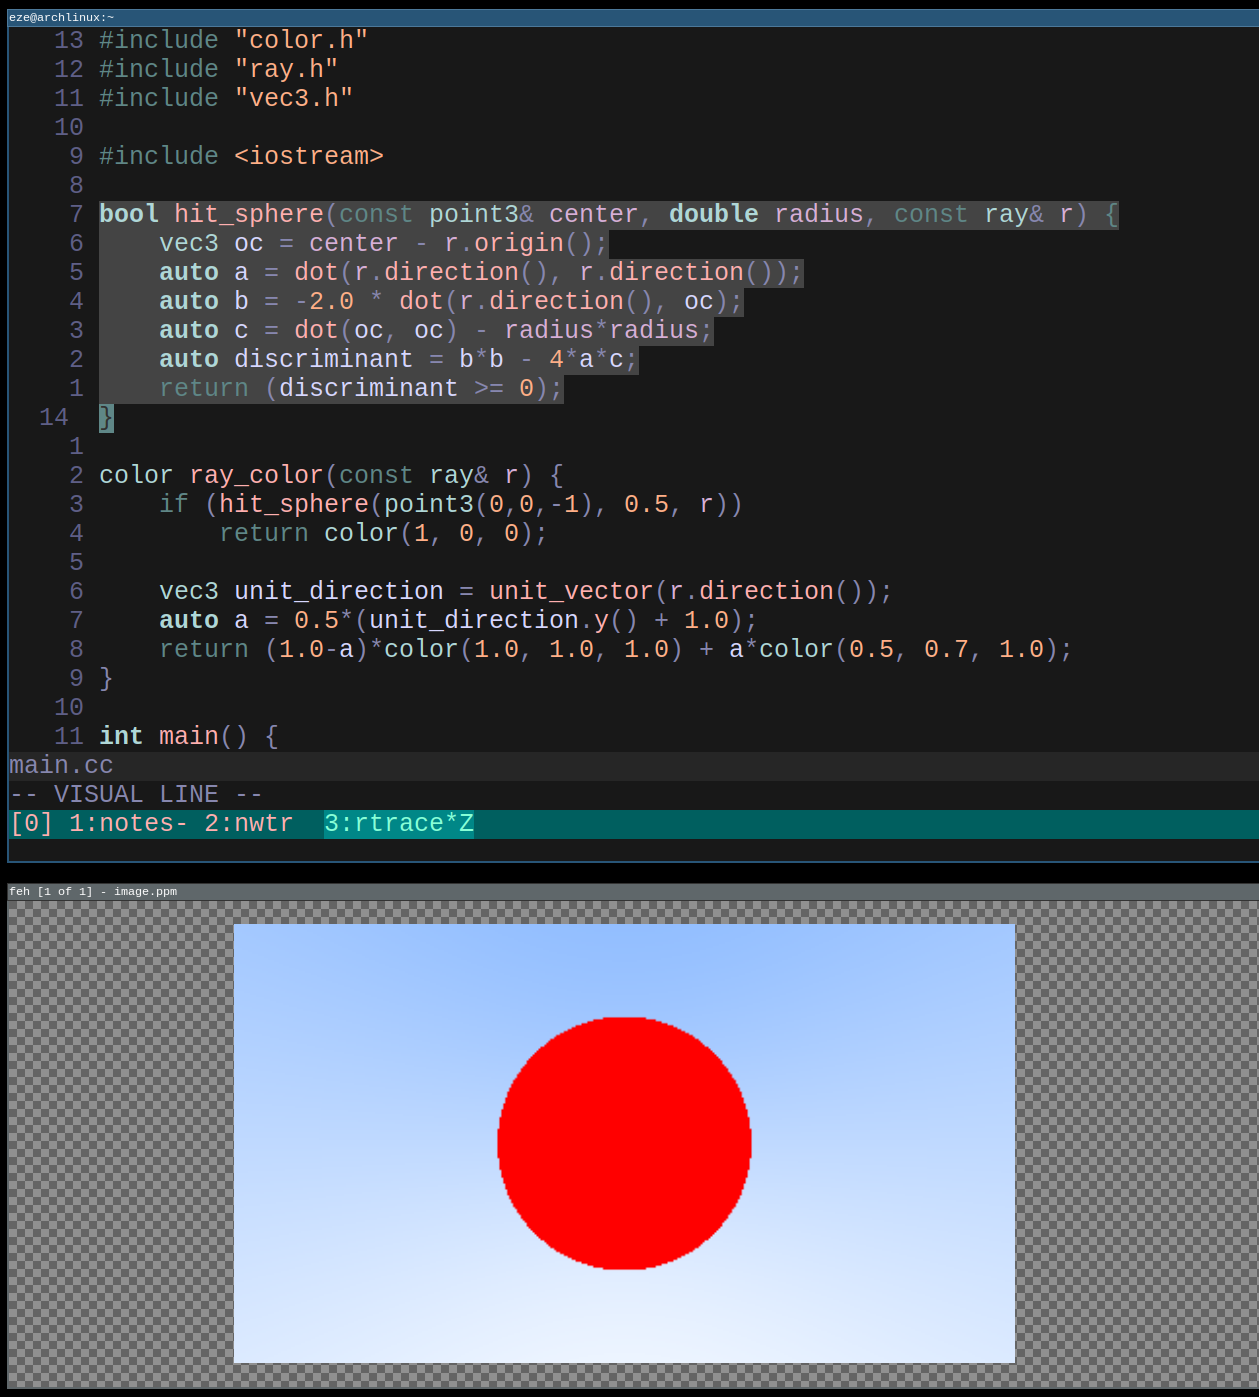 eze@archlinux:~
13 #include "color.h"
12 #include "ray.h"
11 #include "vec3.h"
10
9 #include <iostream>
8
7 bool hit_sphere(const point3& center, double radius, const ray& r) {
6     vec3 oc = center - r.origin();
5     auto a = dot(r.direction(), r.direction());
4     auto b = -2.0 * dot(r.direction(), oc);
3     auto c = dot(oc, oc) - radius*radius;
2     auto discriminant = b*b - 4*a*c;
1     return (discriminant >= 0);
14 }
1
2 color ray_color(const ray& r) {
3     if (hit_sphere(point3(0,0,-1), 0.5, r))
4         return color(1, 0, 0);
5
6     vec3 unit_direction = unit_vector(r.direction());
7     auto a = 0.5*(unit_direction.y() + 1.0);
8     return (1.0-a)*color(1.0, 1.0, 1.0) + a*color(0.5, 0.7, 1.0);
9 }
10
11 int main() {
main.cc
-- VISUAL LINE --
[0] 1:notes- 2:nwtr  3:rtrace*Z
feh [1 of 1] - image.ppm